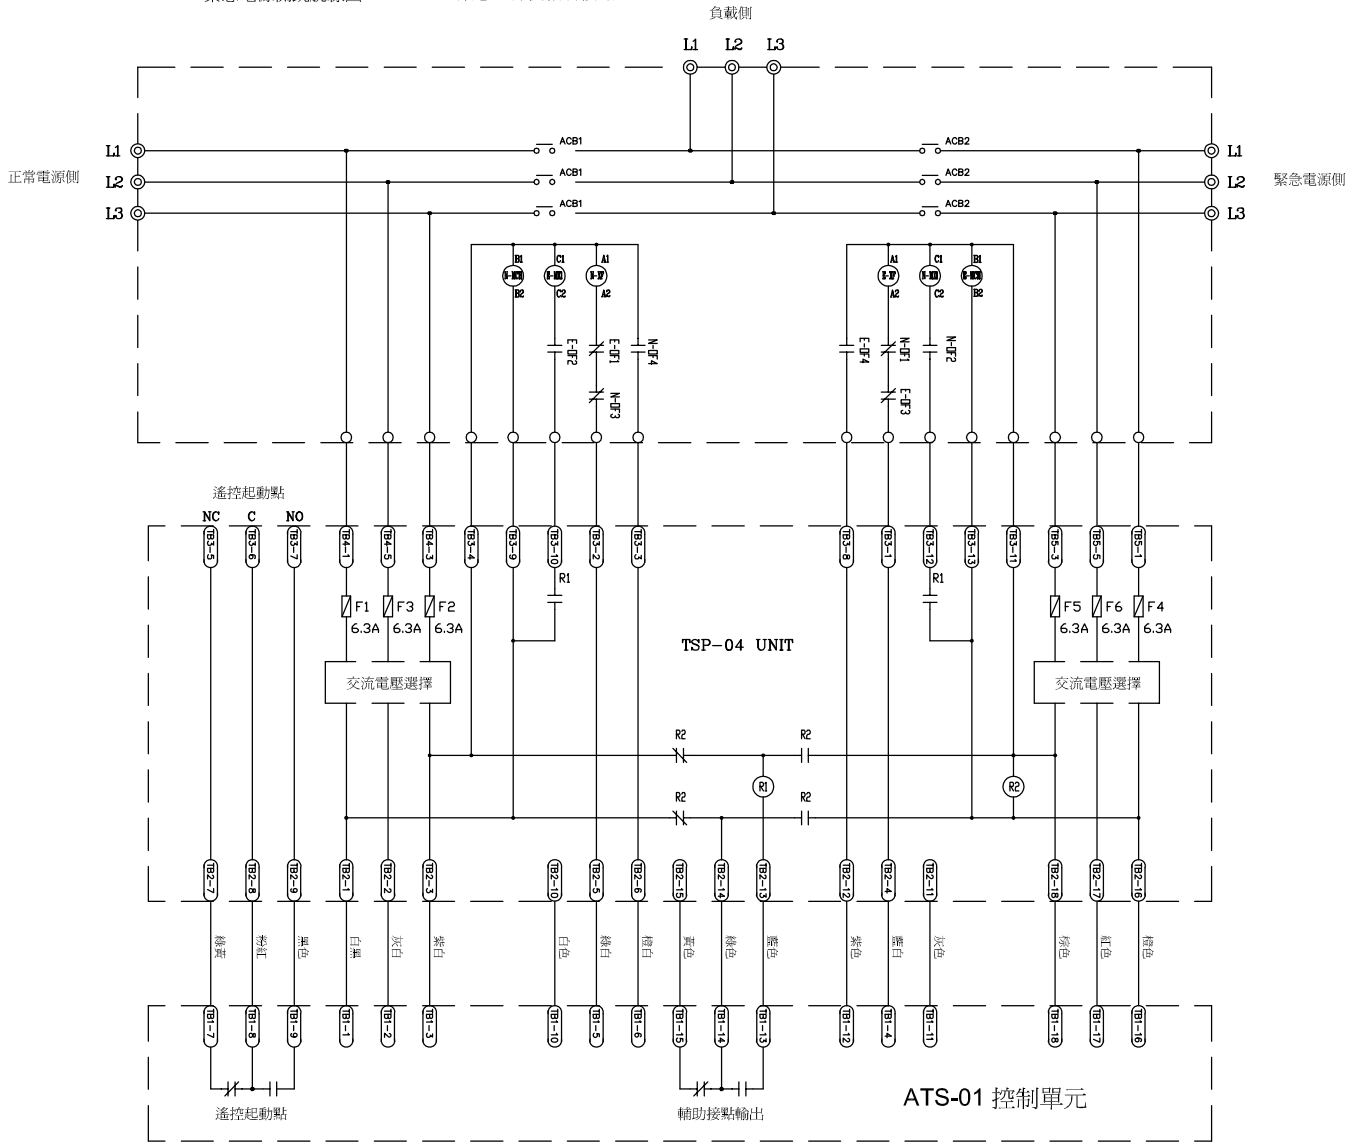 負載側
L1 L2 L3
ACB1 ACB2
L1 L1
正常電源側 緊急電源側
ACB1 ACB2
L2 L2
ACB1 ACB2
L3 L3
B1 C1 A1 A1 C1 B1
B2 C2 A2 A2 C2 B2
E-OF2 E-OF1 N-OF4 E-OF4 N-OF1 N-OF2
N-OF3 E-OF3
遙控起動點
NC C NO
TB3-5 TB3-6 TB3-7 TB4-1 TB4-5 TB4-3 TB3-4 TB3-9 TB3-10 TB3-2 TB3-3 TB3-8 TB3-1 TB3-12 TB3-13 TB3-11 TB5-3 TB5-5 TB5-1
R1 R1
F1 F3 F2 F5 F6 F4
6.3A 6.3A 6.3A 6.3A 6.3A 6.3A
TSP-04 UNIT
交流電壓選擇 交流電壓選擇
R2 R2
R1 R2
R2 R2
TB2-7 TB2-8 TB2-9 TB2-1 TB2-2 TB2-3 TB2-10 TB2-5 TB2-6 TB2-15 TB2-14 TB2-13 TB2-12 TB2-4 TB2-11 TB2-18 TB2-17 TB2-16
綠黃 粉紅 黑色 白黑 灰白 紫白 白色 綠白 橙白 黃色 綠色 藍色 紫色 藍白 灰色 棕色 紅色 橙色
TB1-7 TB1-8 TB1-9 TB1-1 TB1-2 TB1-3 TB1-10 TB1-5 TB1-6 TB1-15 TB1-14 TB1-13 TB1-12 TB1-4 TB1-11 TB1-18 TB1-17 TB1-16
ATS-01 控制單元
遙控起動點 輔助接點輸出